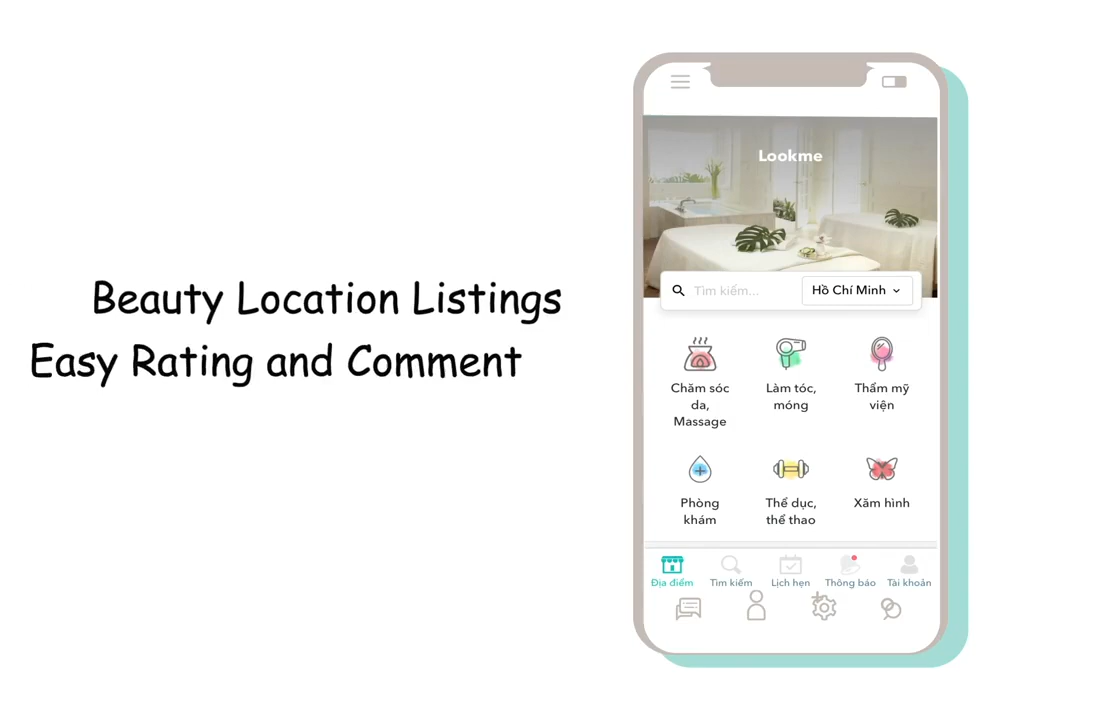 Beauty Location Listings
Easy Rating and Comment
Lookme
Tìm kiếm...
Hồ Chí Minh
Chăm sóc
da,
Massage
Làm tóc,
móng
Thẩm mỹ
viện
Phòng
khám
Thể dục,
thể thao
Xăm hình
Địa điểm
Tìm kiếm
Lịch hẹn
Thông báo
Tài khoản